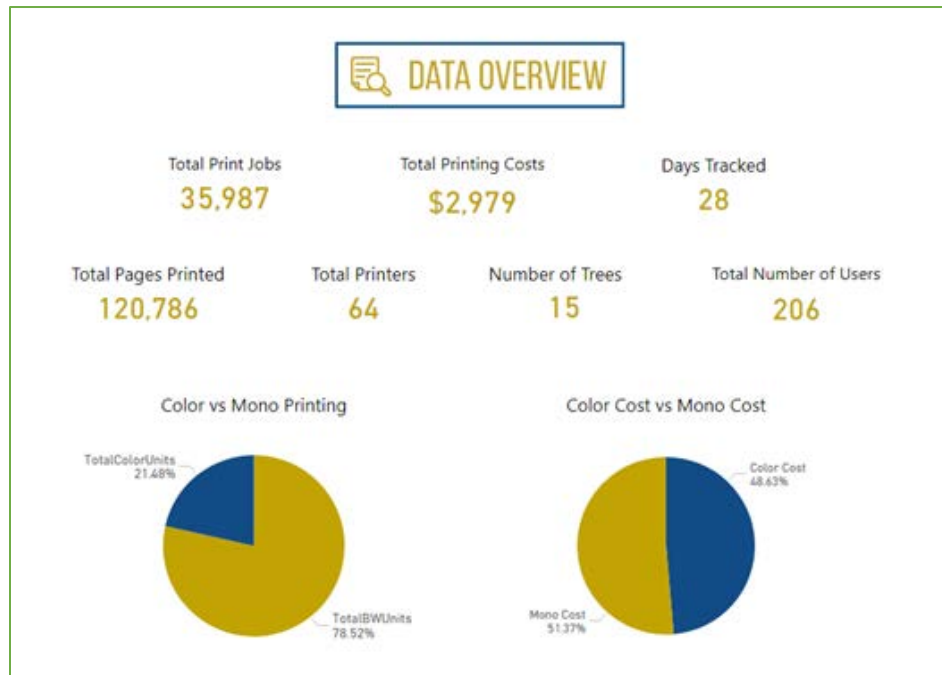 DATA OVERVIEW
Total Print Jobs
35,987
Total Printing Costs
$2,979
Days Tracked
28
Total Pages Printed
120,786
Total Printers
64
Number of Trees
15
Total Number of Users
206
Color vs Mono Printing
TotalColorUnits
21.48%
TotalBWUnits
78.52%
Color Cost vs Mono Cost
Color Cost
48.63%
Mono Cost
51.37%